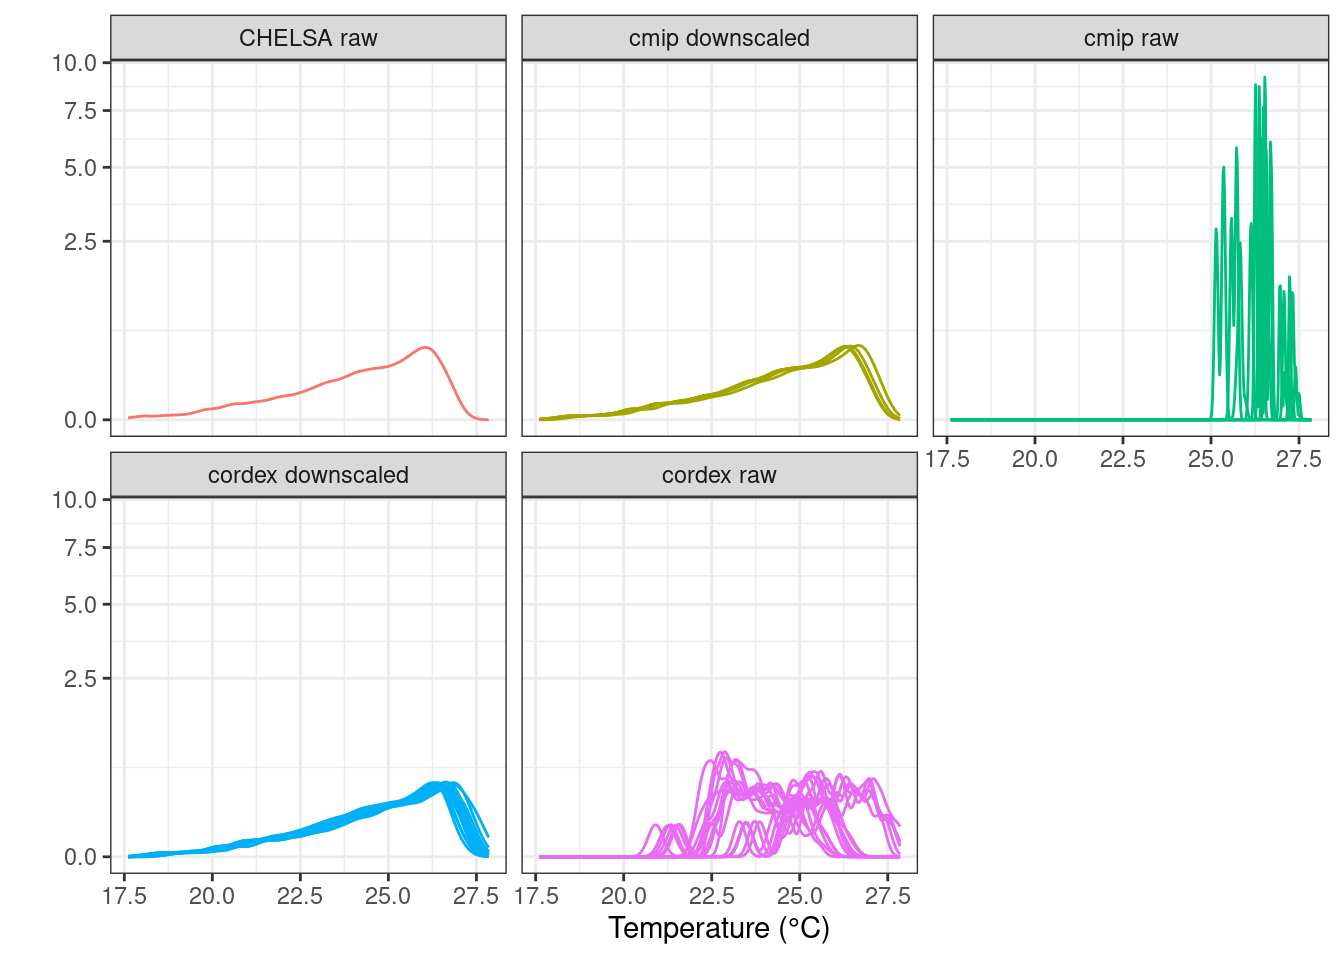 CHELSA raw
cmip downscaled
cmip raw
10.0
7.5
5.0
2.5
0.0
17.5 20.0 22.5 25.0 27.5
cordex downscaled
cordex raw
10.0
7.5
5.0
2.5
0.0
17.5 20.0 22.5 25.0 27.5
17.5 20.0 22.5 25.0 27.5
Temperature (°C)